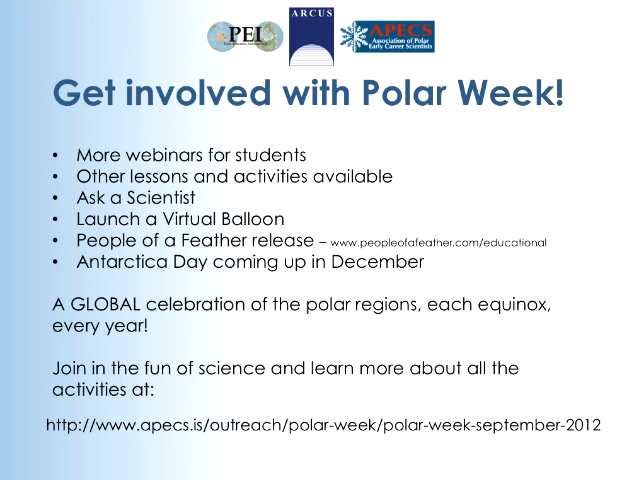 PEI
ARCUS
APECS
Association of Polar
Early Career Scientists
Get involved with Polar Week!
• More webinars for students
• Other lessons and activities available
• Ask a Scientist
• Launch a Virtual Balloon
• People of a Feather release – www.peopleofafeather.com/educational
• Antarctica Day coming up in December
A GLOBAL celebration of the polar regions, each equinox,
every year!
Join in the fun of science and learn more about all the
activities at:
http://www.apecs.is/outreach/polar-week/polar-week-september-2012